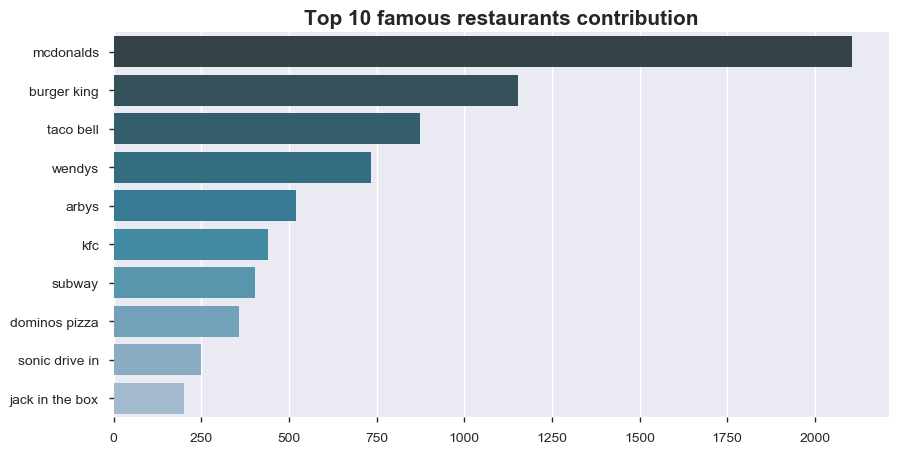 Top 10 famous restaurants contribution
mcdonalds
burger king
taco bell
wendys
arbys
kfc
subway
dominos pizza
sonic drive in
jack in the box
0 250 500 750 1000 1250 1500 1750 2000